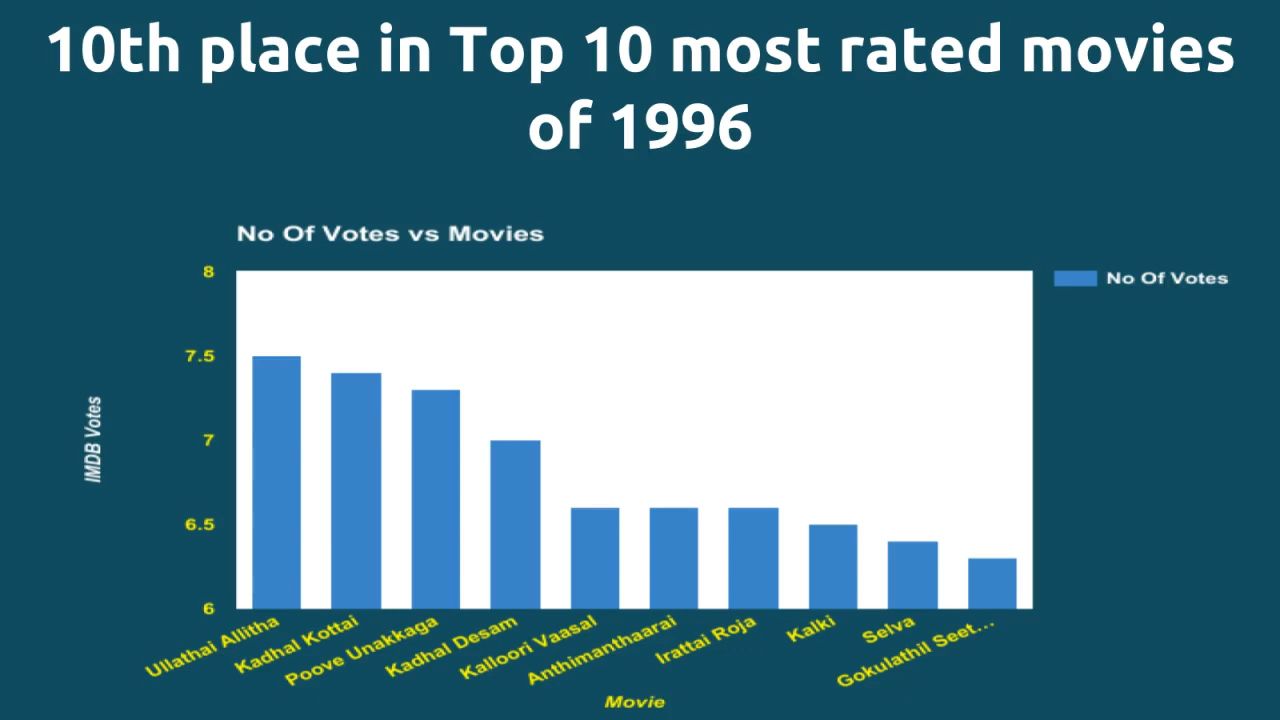 10th place in Top 10 most rated movies
of 1996
No Of Votes vs Movies
No Of Votes
8
7.5
7
6.5
6
IMDB Votes
Ullathai Allitha
Kadhal Kottai
Poove Unakkaga
Kadhal Desam
Kalloori Vaasal
Anthimanthaarai
Irattai Roja
Kalki
Selva
Gokulathil Seet...
Movie